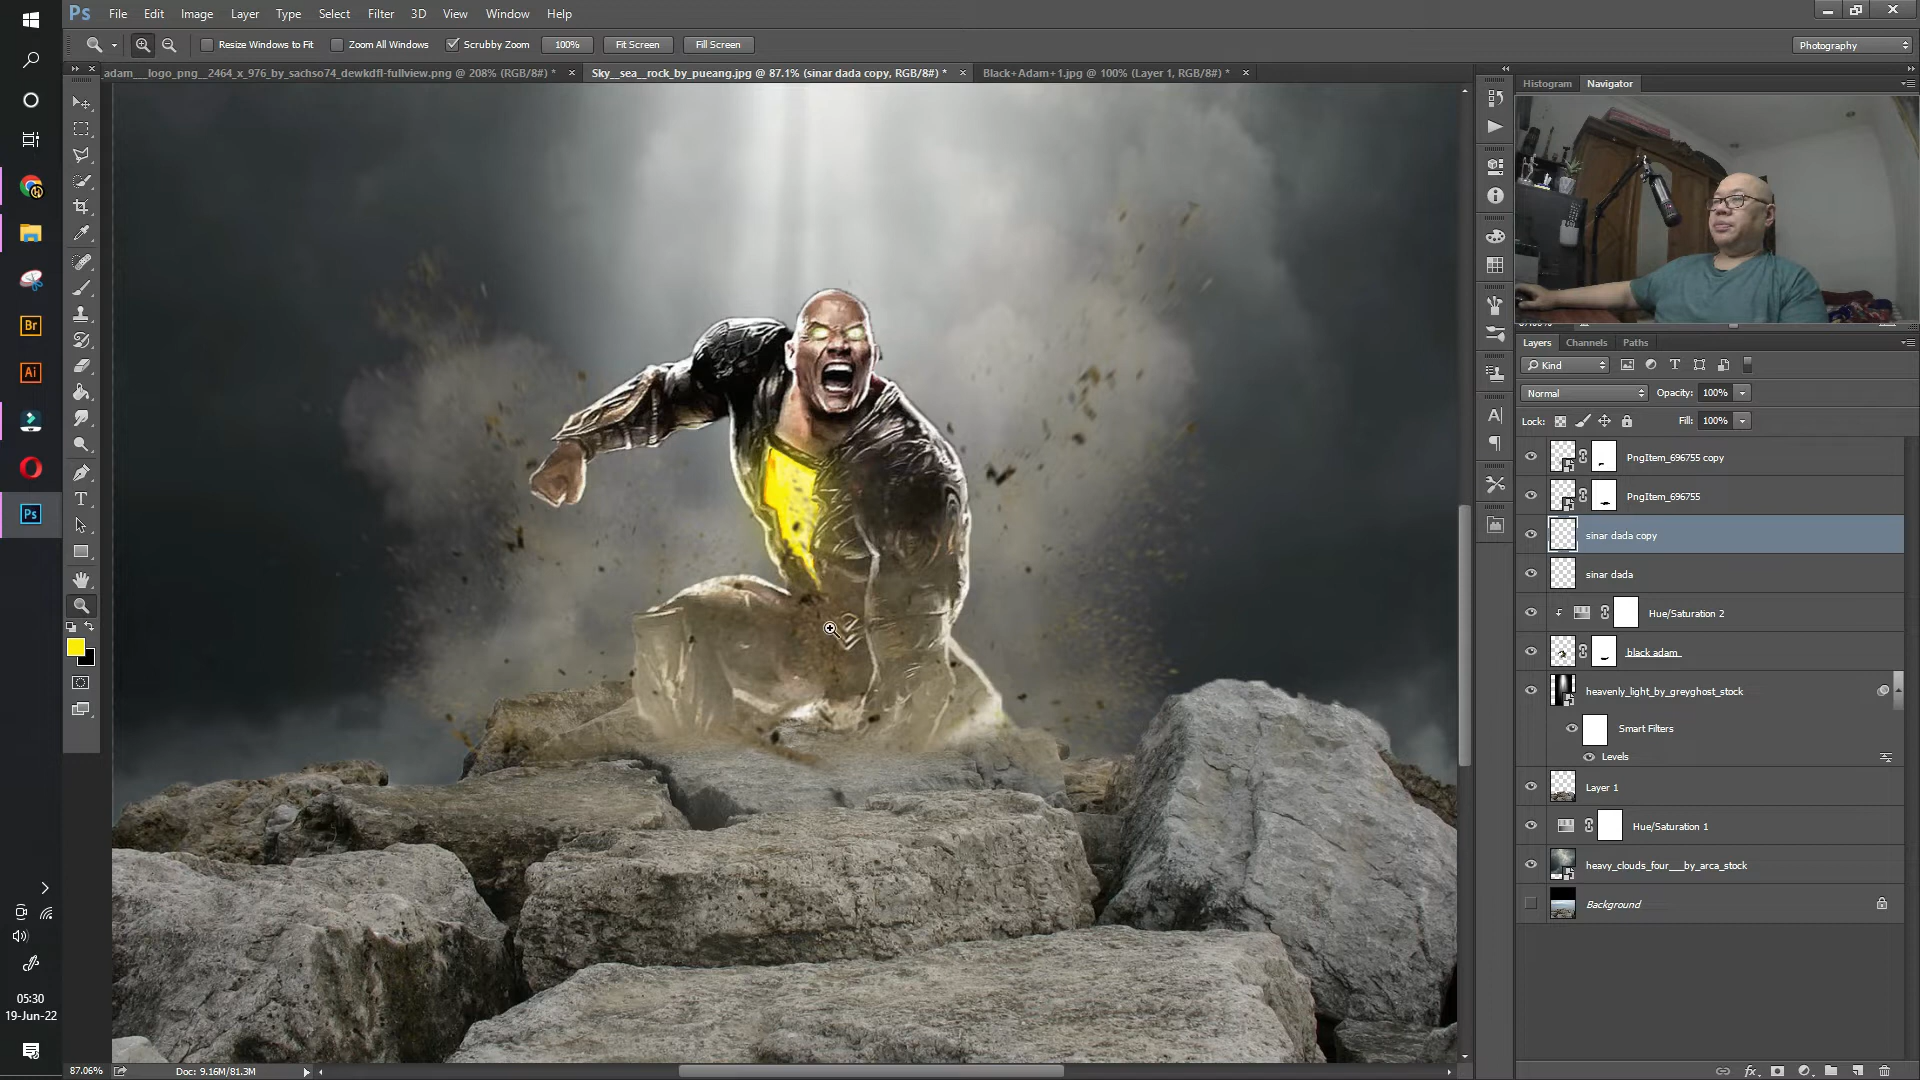 Ps File Edit Image Layer Type Select Filter 3D View Window Help
Resize Windows to Fit Zoom All Windows Scrubby Zoom 100% Fit Screen Fill Screen Photography
_adam__logo_png__2464_x_976_by_sachso74_dewkdfl-fullview.png @ 208% (RGB/8#) *
Sky__sea__rock_by_pueang.jpg @ 87.1% (sinar dada copy, RGB/8#) *
Black+Adam+1.jpg @ 100% (Layer 1, RGB/8#) *
Histogram Navigator
Layers Channels Paths
Kind
Normal Opacity: 100%
Lock: Fill: 100%
PngItem_696755 copy
PngItem_696755
sinar dada copy
sinar dada
Hue/Saturation 2
black adam
heavenly_light_by_greyghost_stock
Smart Filters
Levels
Layer 1
Hue/Saturation 1
heavy_clouds_four___by_arca_stock
Background
Br
Ai
Ps
05:30
19-Jun-22
87.06% Doc: 9.16M/81.3M